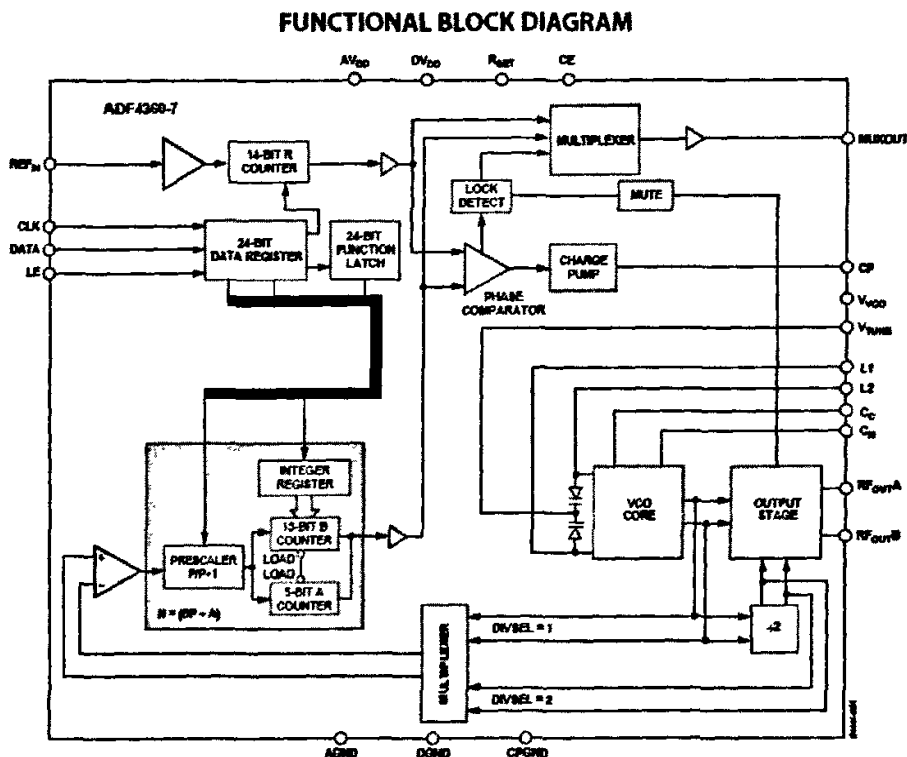 FUNCTIONAL BLOCK DIAGRAM
AVDD
DVDD
RSET
CE
ADF4360-7
REFIN
14-BIT R
COUNTER
MULTIPLEXER
MUXOUT
LOCK
DETECT
MUTE
CLK
DATA
LE
24-BIT
DATA REGISTER
24-BIT
FUNCTION
LATCH
PHASE
COMPARATOR
CHARGE
PUMP
CP
VVCO
VTUNE
L1
L2
CC
CN
INTEGER
REGISTER
13-BIT B
COUNTER
PRESCALER
P/P+1
LOAD
LOAD
5-BIT A
COUNTER
N = (BP + A)
VCO
CORE
OUTPUT
STAGE
RFOUTA
RFOUTB
MULTIPLEXER
DIVSEL = 1
DIVSEL = 2
÷2
AGND
DGND
CPGND